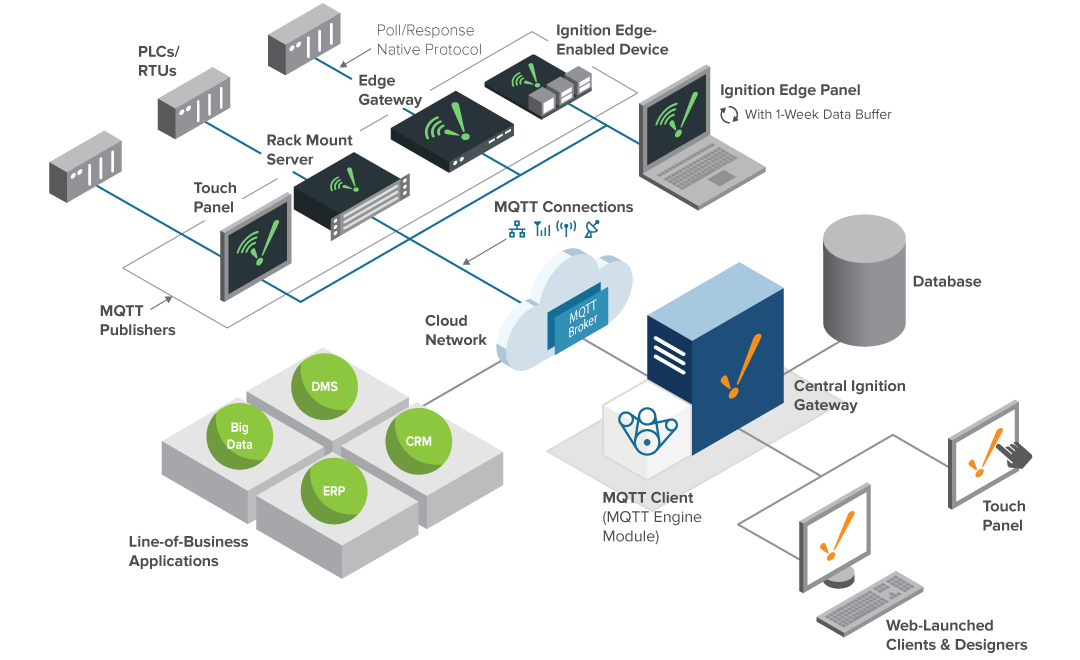 Poll/Response
Native Protocol
Ignition Edge-
Enabled Device
PLCs/
RTUs
Edge
Gateway
Ignition Edge Panel
With 1-Week Data Buffer
Rack Mount
Server
Touch
Panel
MQTT Connections
Database
MQTT
Publishers
Cloud
Network
MQTT
Broker
Central Ignition
Gateway
DMS
Big
Data
CRM
ERP
MQTT Client
(MQTT Engine
Module)
Touch
Panel
Line-of-Business
Applications
Web-Launched
Clients & Designers